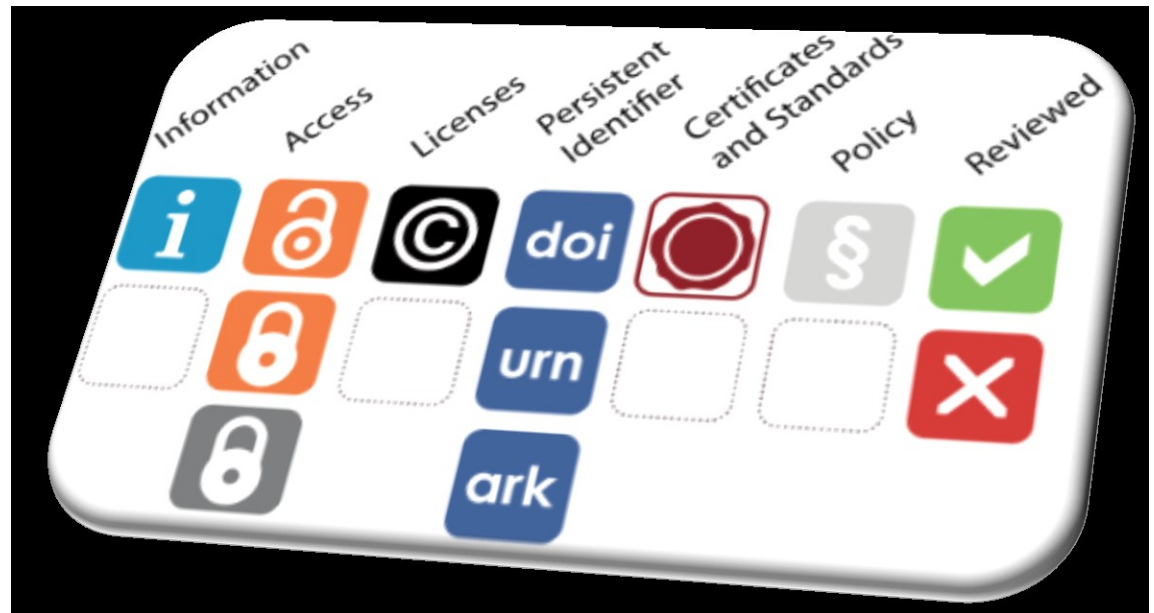 Information
Access
Licenses
Persistent
Identifier
Certificates
and Standards
Policy
Reviewed
i
©
doi
§
urn
ark